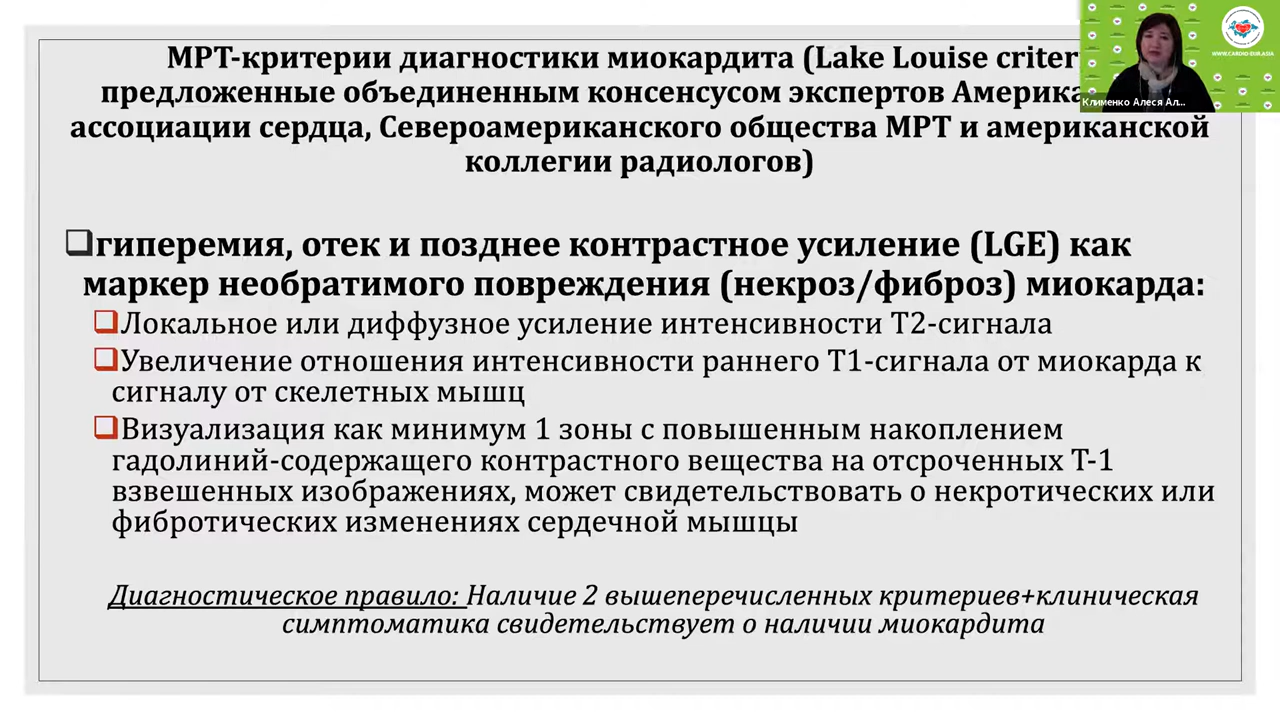 МРТ-критерии диагностики миокардита (Lake Louise criter
предложенные объединенным консенсусом экспертов Америка
ассоциации сердца, Североамериканского общества МРТ и американской
коллегии радиологов)
❑гиперемия, отек и позднее контрастное усиление (LGE) как
маркер необратимого повреждения (некроз/фиброз) миокарда:
❑Локальное или диффузное усиление интенсивности Т2-сигнала
❑Увеличение отношения интенсивности раннего Т1-сигнала от миокарда к
сигналу от скелетных мышц
❑Визуализация как минимум 1 зоны с повышенным накоплением
гадолиний-содержащего контрастного вещества на отсроченных Т-1
взвешенных изображениях, может свидетельствовать о некротических или
фибротических изменениях сердечной мышцы
Диагностическое правило: Наличие 2 вышеперечисленных критериев+клиническая
симптоматика свидетельствует о наличии миокардита
WWW.CARDIO-EUR.ASIA
Клименко Алеся Ал...